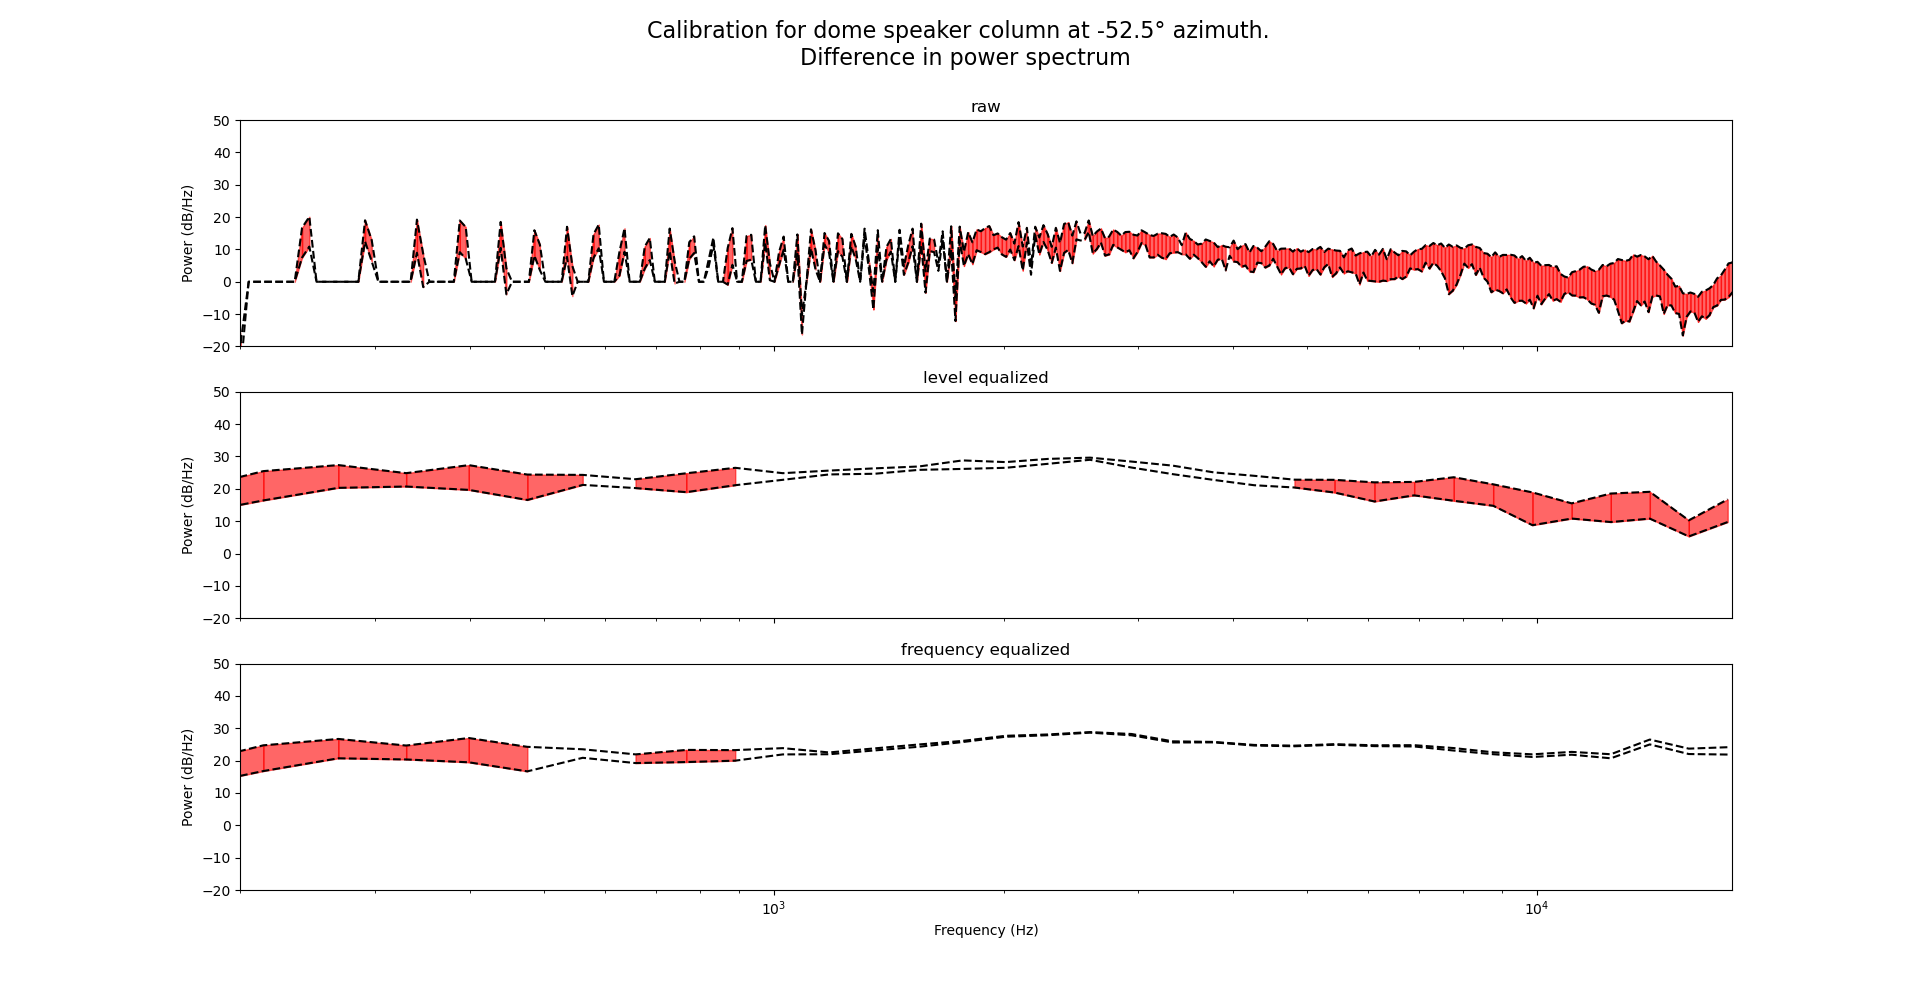 Calibration for dome speaker column at -52.5° azimuth.
Difference in power spectrum
raw
50
40
30
20
10
0
−10
−20
Power (dB/Hz)
level equalized
50
40
30
20
10
0
−10
−20
Power (dB/Hz)
frequency equalized
50
40
30
20
10
0
−10
−20
Power (dB/Hz)
10³
10⁴
Frequency (Hz)